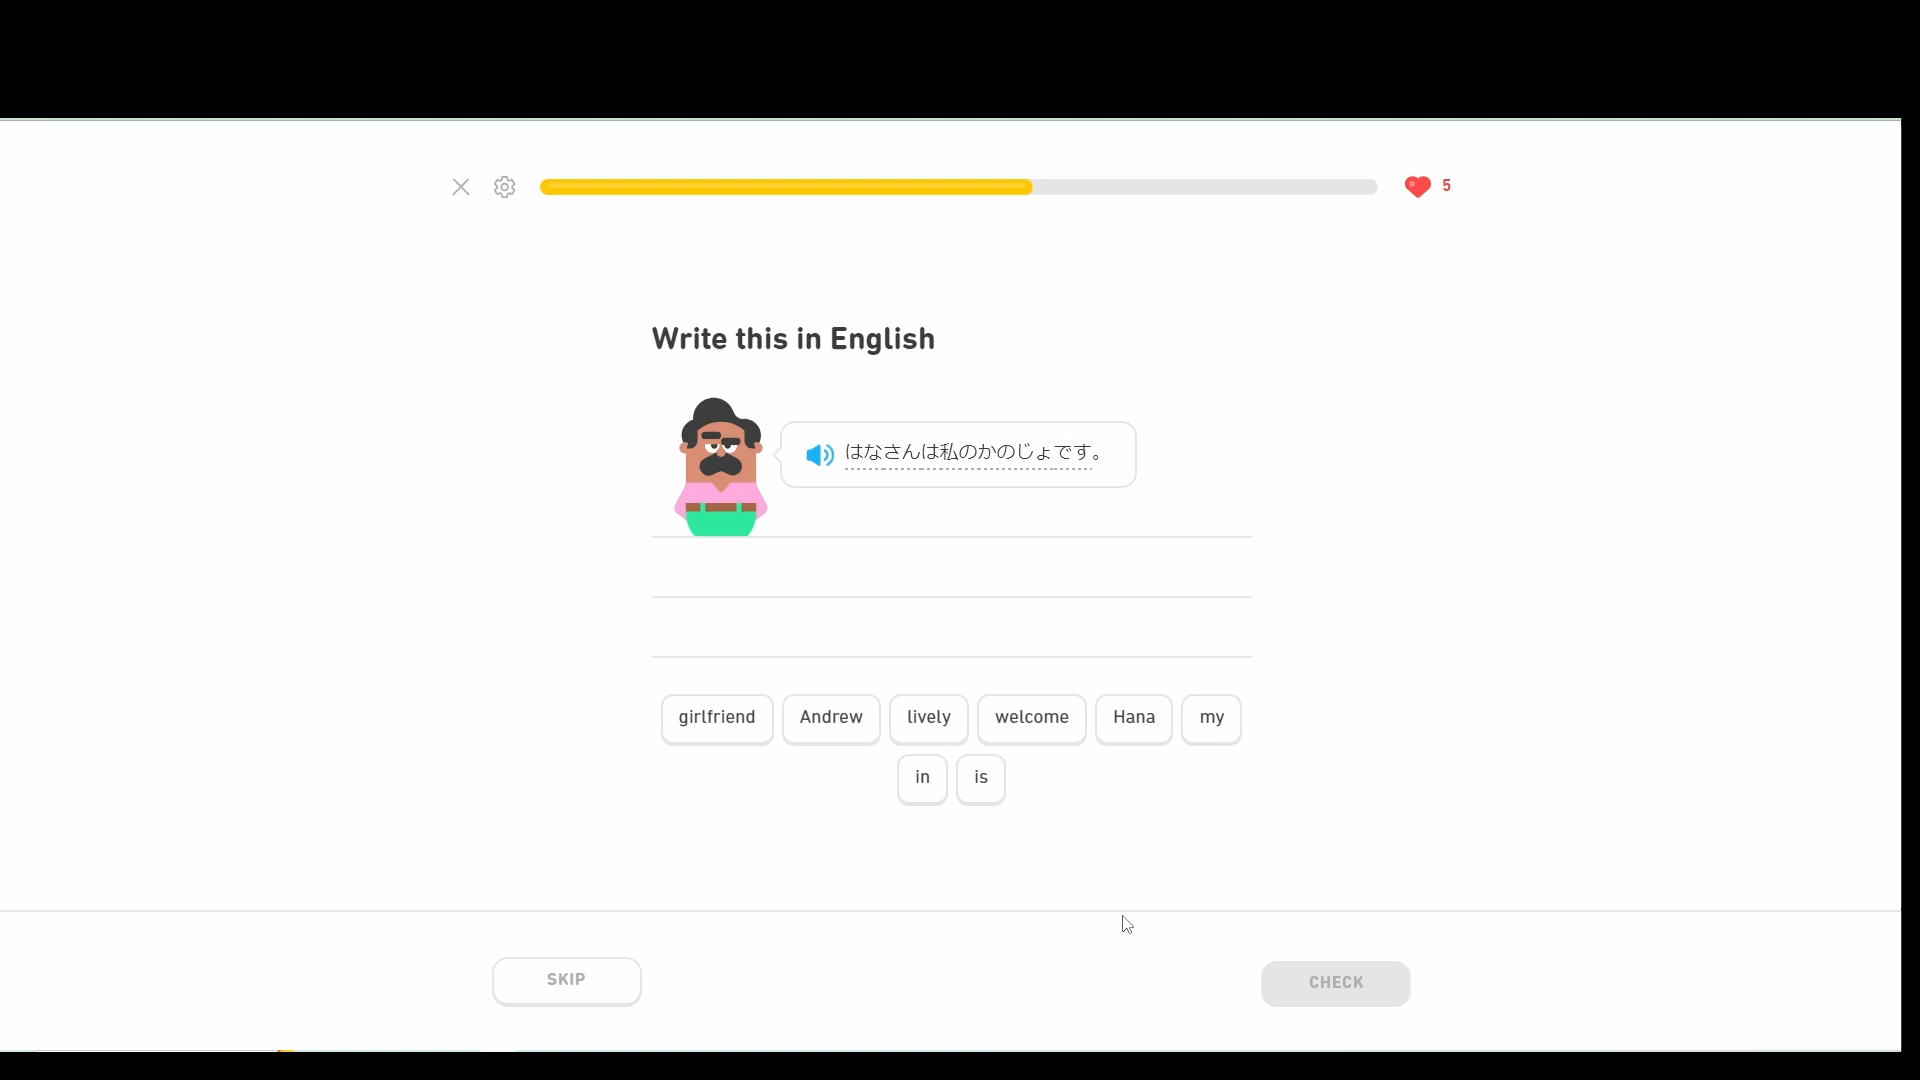 5
Write this in English
はなさんは私のかのじょです。
girlfriend Andrew lively welcome Hana my
in is
SKIP CHECK